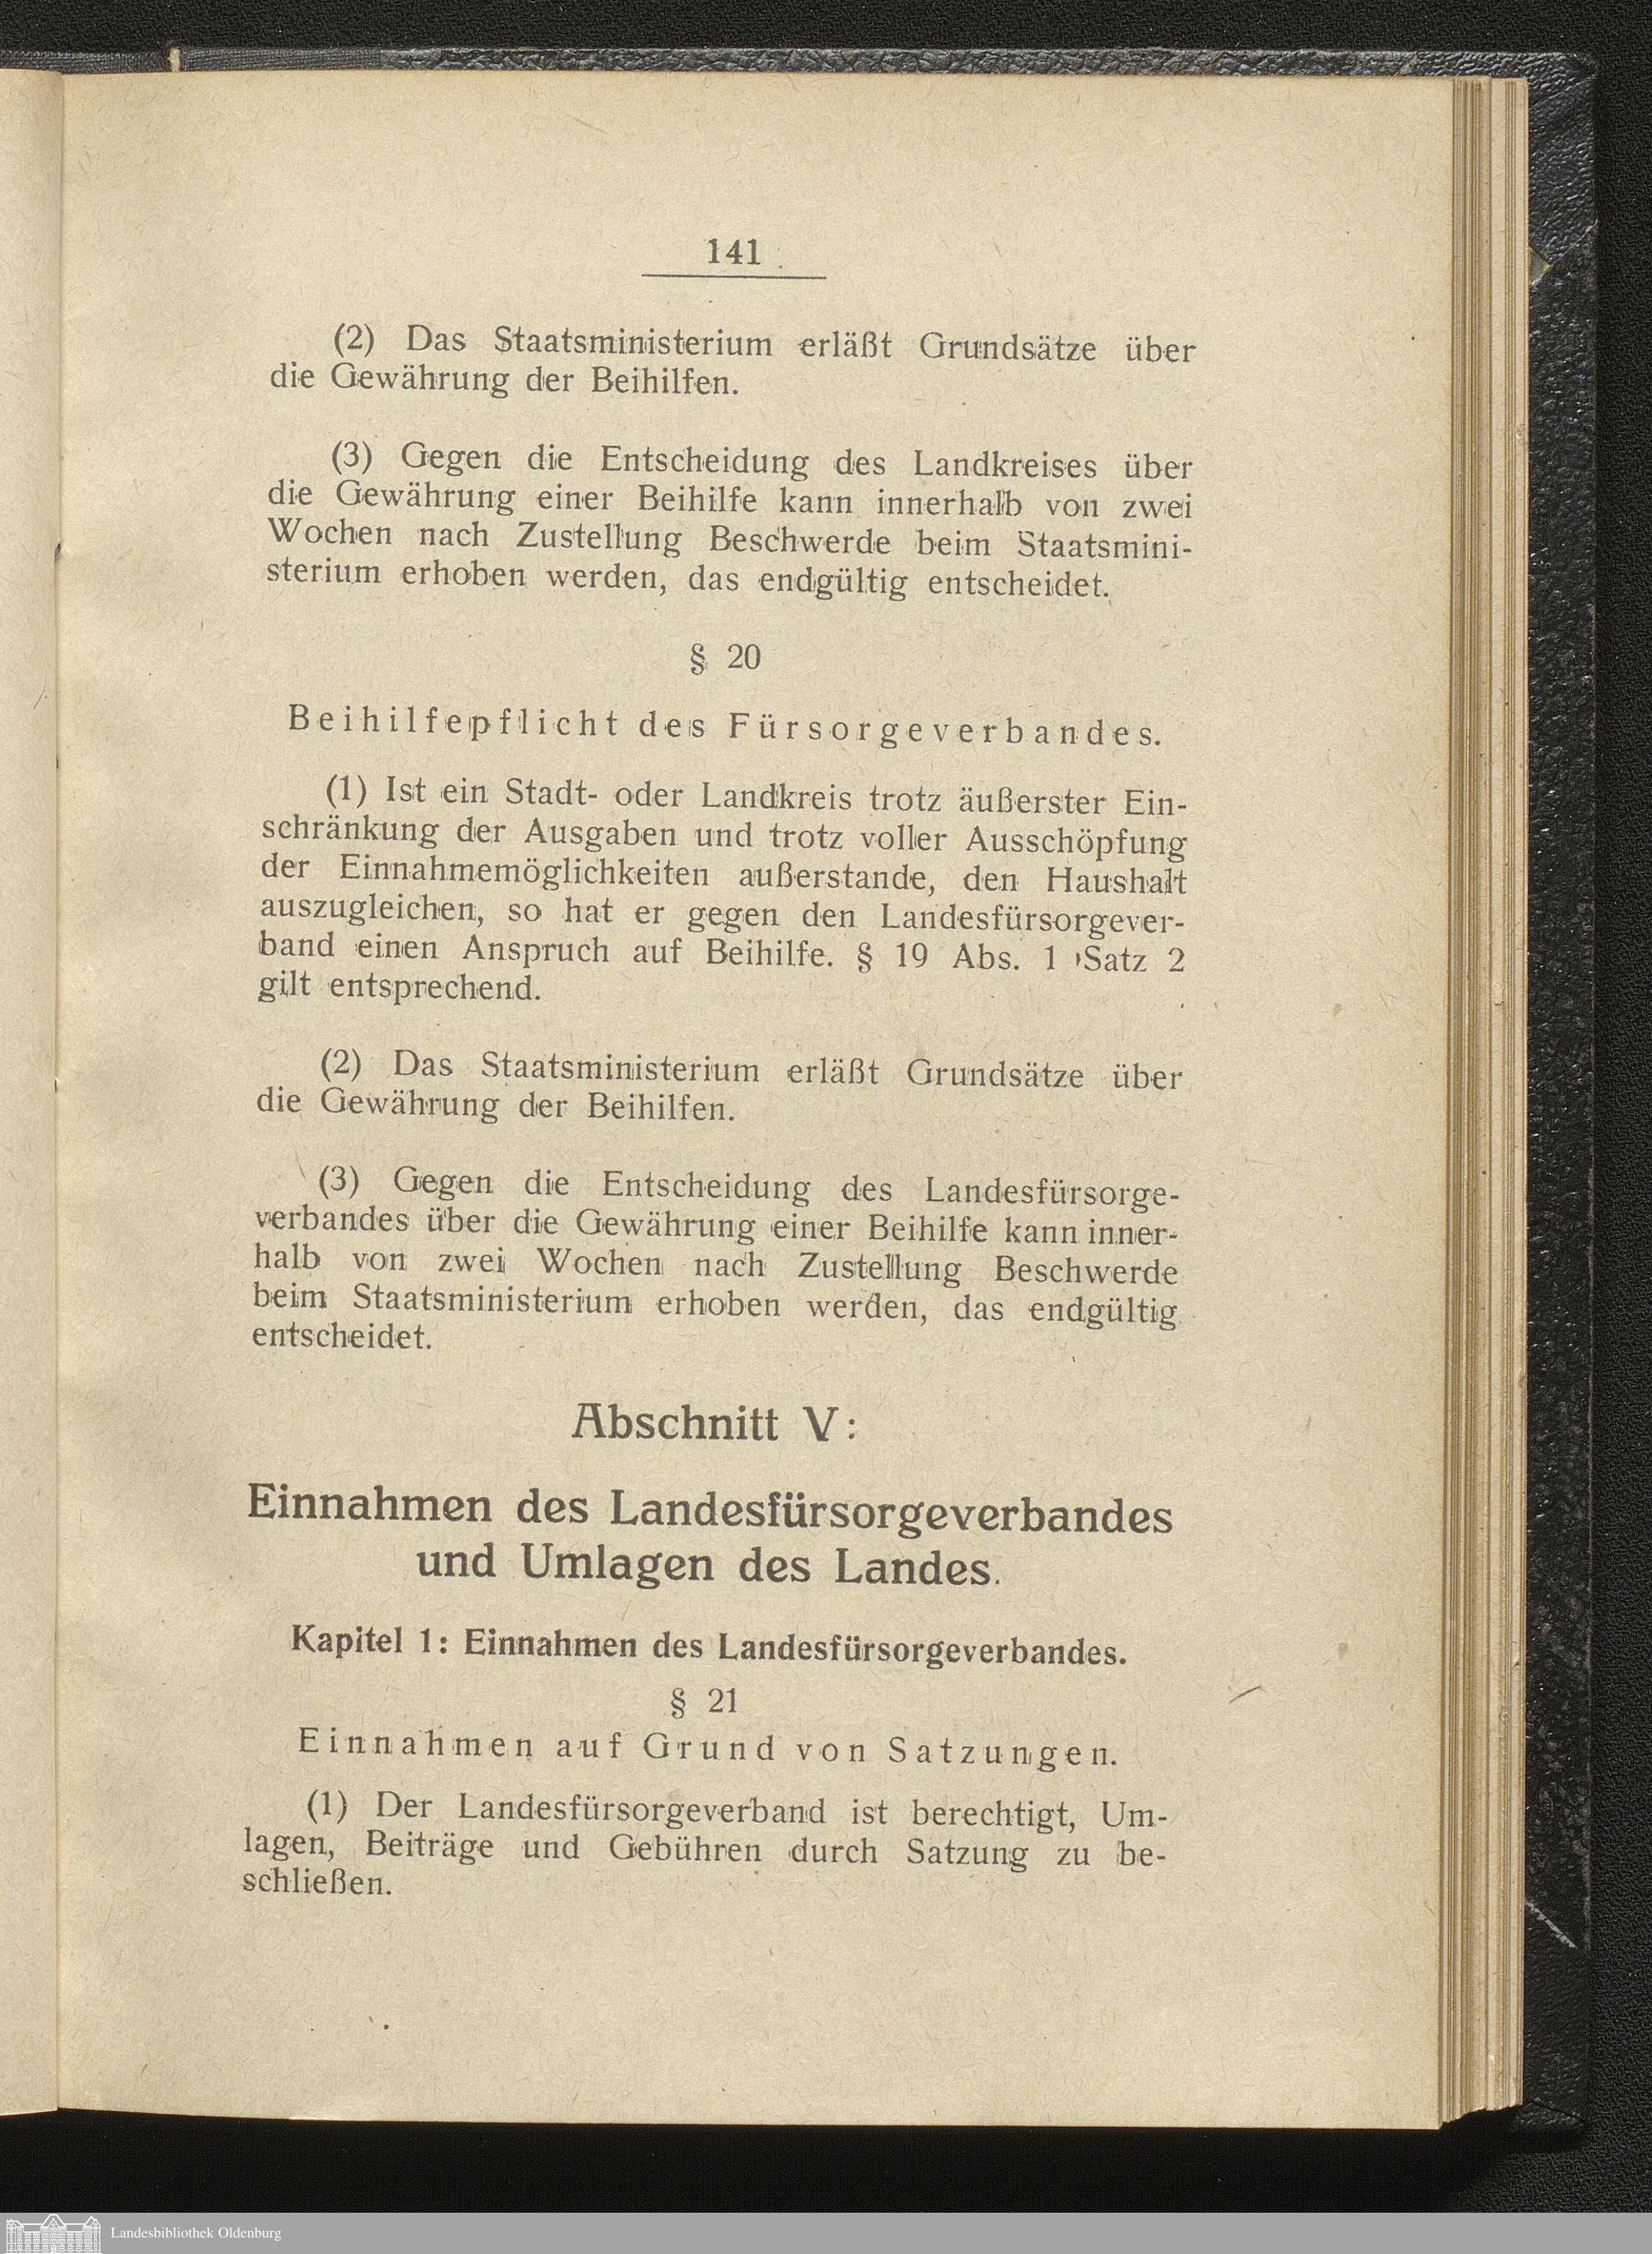 141
(2) Das Staatsministerium erläßt Grundsätze über
die Gewährung der Beihilfen.
(3) Gegen die Entscheidung des Landkreises über
die Gewährung einer Beihilfe kann innerhalb von zwei
Wochen nach Zustellung Beschwerde beim Staatsmini-
sterium erhoben werden, das endgültig entscheidet.
§ 20
Beihilfepflicht des Fürsorgeverbandes.
(1) Ist ein Stadt- oder Landkreis trotz äußerster Ein-
schränkung der Ausgaben und trotz voller Ausschöpfung
der Einnahmemöglichkeiten außerstande, den Haushalt
auszugleichen, so hat er gegen den Landesfürsorgever-
band einen Anspruch auf Beihilfe. § 19 Abs. 1 Satz 2
gilt entsprechend.
(2) Das Staatsministerium erläßt Grundsätze über
die Gewährung der Beihilfen.
(3) Gegen die Entscheidung des Landesfürsorge-
verbandes über die Gewährung einer Beihilfe kann inner-
halb von zwei Wochen nach Zustellung Beschwerde
beim Staatsministerium erhoben werden, das endgültig
entscheidet.
Abschnitt V:
Einnahmen des Landesfürsorgeverbandes
und Umlagen des Landes.
Kapitel 1: Einnahmen des Landesfürsorgeverbandes.
§ 21
Einnahmen auf Grund von Satzungen.
(1) Der Landesfürsorgeverband ist berechtigt, Um-
lagen, Beiträge und Gebühren durch Satzung zu be-
schließen.
Landesbibliothek Oldenburg